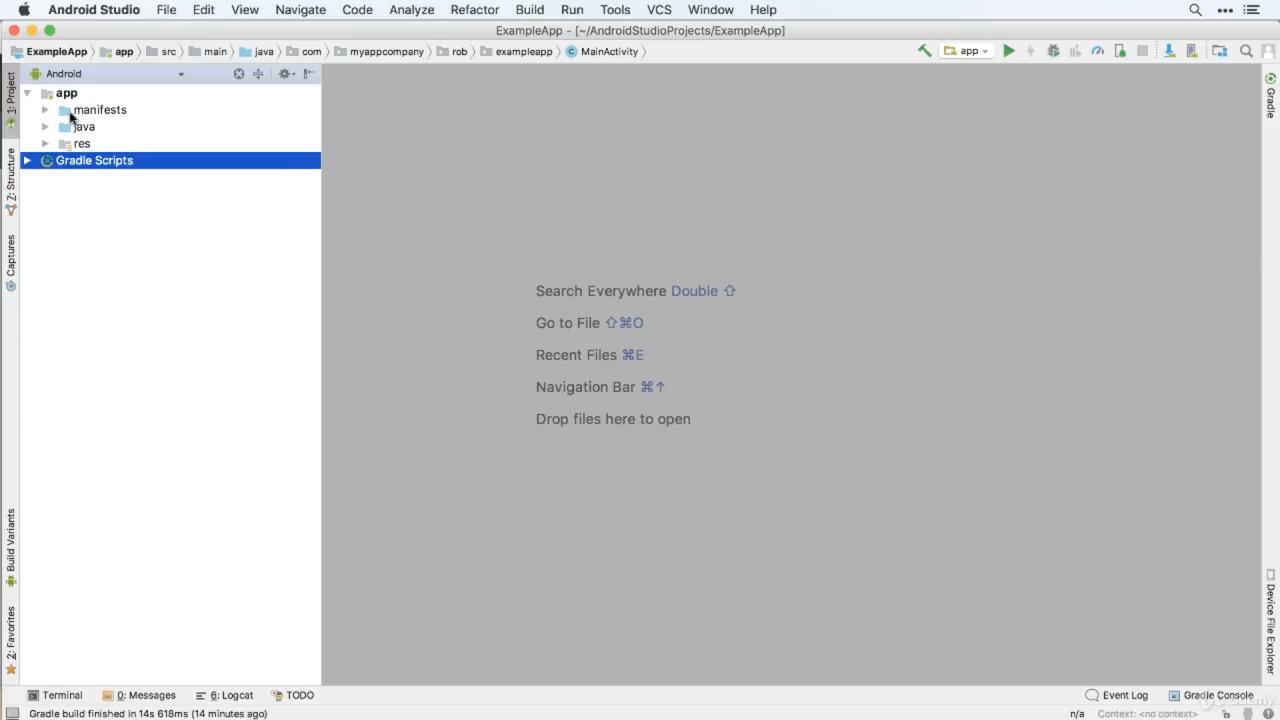 Android Studio File Edit View Navigate Code Analyze Refactor Build Run Tools VCS Window Help
ExampleApp - [~/AndroidStudioProjects/ExampleApp]
ExampleApp app src main java com myappcompany rob exampleapp MainActivity app
1: Project
Z: Structure
Captures
Build Variants
2: Favorites
Android
app
manifests
java
res
Gradle Scripts
Search Everywhere Double ⇧
Go to File ⇧⌘O
Recent Files ⌘E
Navigation Bar ⌘↑
Drop files here to open
Gradle
Device File Explorer
Terminal 0: Messages 6: Logcat TODO Event Log Gradle Console
Gradle build finished in 14s 618ms (14 minutes ago) n/a Context: <no context>